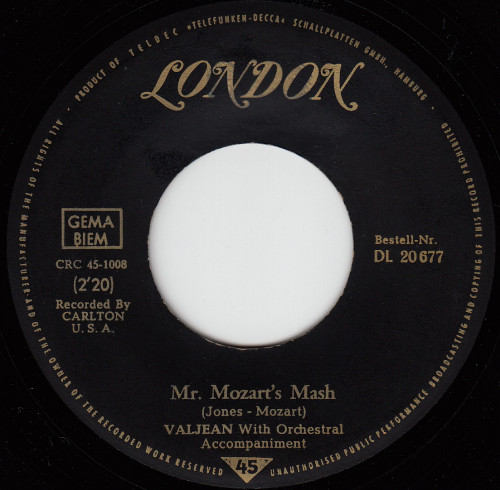 PRODUCT OF TELDEC »TELEFUNKEN-DECCA« SCHALLPLATTEN GMBH., HAMBURG
LONDON
GEMA
BIEM
CRC 45-1008
(2'20)
Recorded By
CARLTON
U. S. A.
Bestell-Nr.
DL 20677
Mr. Mozart's Mash
(Jones - Mozart)
VALJEAN With Orchestral
Accompaniment
45
ALL RIGHTS OF THE MANUFACTURER AND OF THE OWNER OF THE RECORDED WORK RESERVED
UNAUTHORISED PUBLIC PERFORMANCE BROADCASTING AND COPYING OF THIS RECORD PROHIBITED